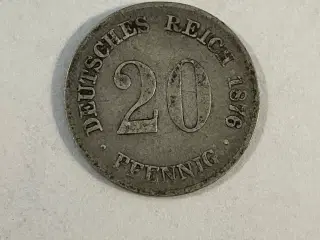 DEUTSCHES REICH 1876
20
· PFENNIG ·